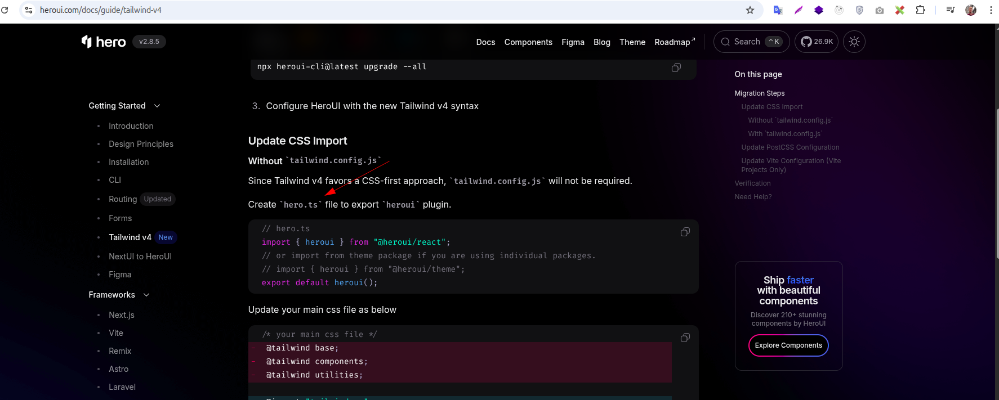 heroui.com/docs/guide/tailwind-v4
hero v2.8.5
Docs Components Figma Blog Theme Roadmap Search ^ K 26.9K
npx heroui-cli@latest upgrade --all
3. Configure HeroUI with the new Tailwind v4 syntax
Update CSS Import
Without `tailwind.config.js`
Since Tailwind v4 favors a CSS-first approach, `tailwind.config.js` will not be required.
Create `hero.ts` file to export `heroui` plugin.
// hero.ts
import { heroui } from "@heroui/react";
// or import from theme package if you are using individual packages.
// import { heroui } from "@heroui/theme";
export default heroui();
Update your main css file as below
/* your main css file */
- @tailwind base;
- @tailwind components;
- @tailwind utilities;
Getting Started
Introduction
Design Principles
Installation
CLI
Routing Updated
Forms
Tailwind v4 New
NextUI to HeroUI
Figma
Frameworks
Next.js
Vite
Remix
Astro
Laravel
On this page
Migration Steps
Update CSS Import
Without `tailwind.config.js`
With `tailwind.config.js`
Update PostCSS Configuration
Update Vite Configuration (Vite
Projects Only)
Verification
Need Help?
Ship faster
with beautiful
components
Discover 210+ stunning
components by HeroUI
Explore Components